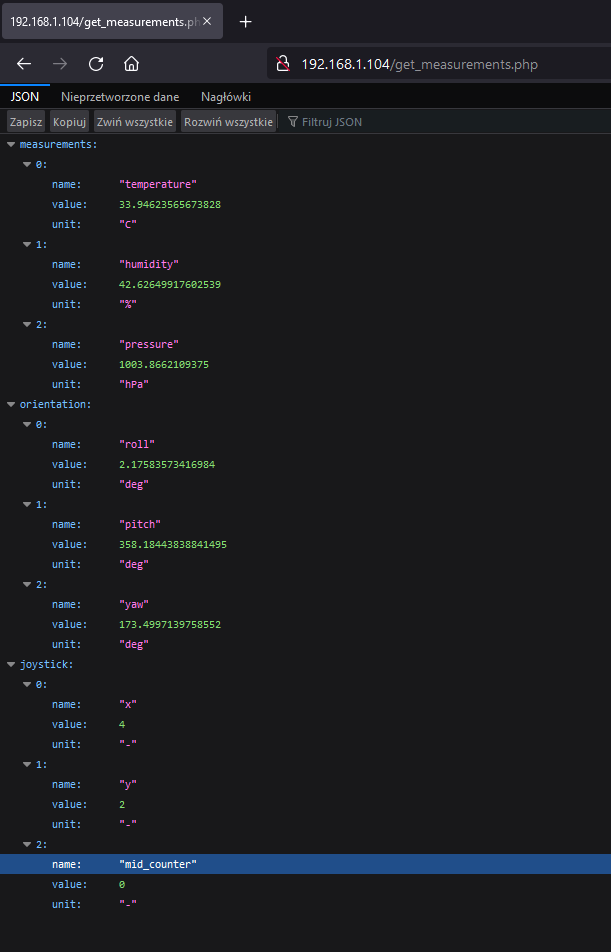 192.168.1.104/get_measurements.ph
192.168.1.104/get_measurements.php
JSON Nieprzetworzone dane Nagłówki
Zapisz Kopiuj Zwiń wszystkie Rozwiń wszystkie Filtruj JSON
measurements:
0:
name: "temperature"
value: 33.94623565673828
unit: "C"
1:
name: "humidity"
value: 42.62649917602539
unit: "%"
2:
name: "pressure"
value: 1003.8662109375
unit: "hPa"
orientation:
0:
name: "roll"
value: 2.17583573416984
unit: "deg"
1:
name: "pitch"
value: 358.18443838841495
unit: "deg"
2:
name: "yaw"
value: 173.4997139758552
unit: "deg"
joystick:
0:
name: "x"
value: 4
unit: "-"
1:
name: "y"
value: 2
unit: "-"
2:
name: "mid_counter"
value: 0
unit: "-"